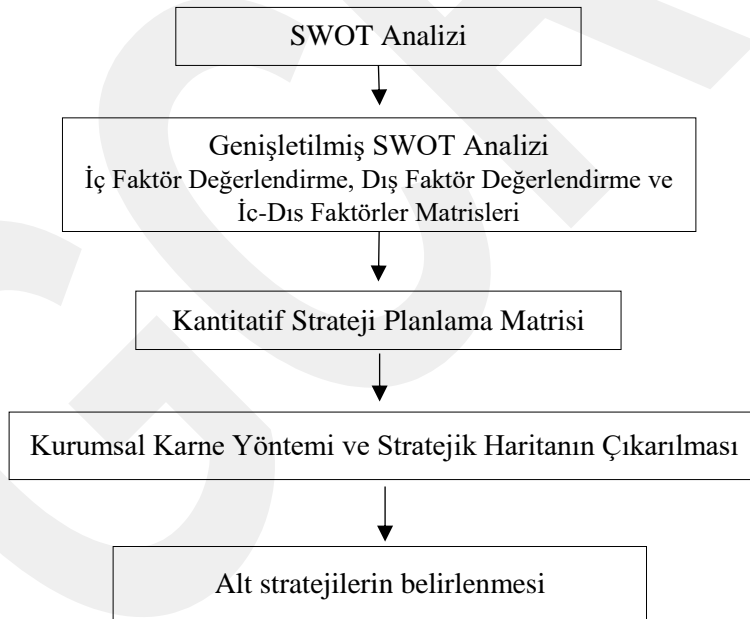 SWOT Analizi
Genişletilmiş SWOT Analizi
İç Faktör Değerlendirme, Dış Faktör Değerlendirme ve
İc-Dıs Faktörler Matrisleri
Kantitatif Strateji Planlama Matrisi
Kurumsal Karne Yöntemi ve Stratejik Haritanın Çıkarılması
Alt stratejilerin belirlenmesi